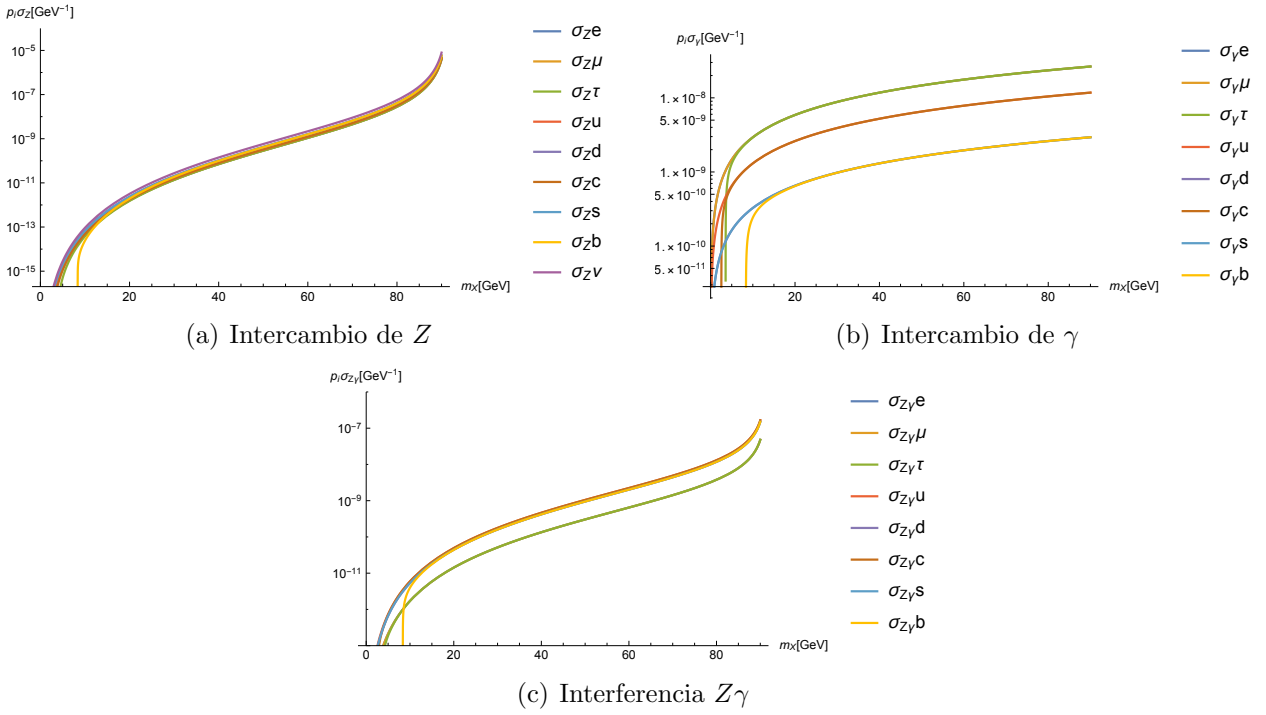 pᵢσ_Z[GeV⁻¹]
10⁻⁵
10⁻⁷
10⁻⁹
10⁻¹¹
10⁻¹³
10⁻¹⁵
0 20 40 60 80
m_X[GeV]
σ_Z e
σ_Z μ
σ_Z τ
σ_Z u
σ_Z d
σ_Z c
σ_Z s
σ_Z b
σ_Z ν
(a) Intercambio de Z
pᵢσ_γ[GeV⁻¹]
1. × 10⁻⁸
5. × 10⁻⁹
1. × 10⁻⁹
5. × 10⁻¹⁰
1. × 10⁻¹⁰
5. × 10⁻¹¹
20 40 60 80
m_X[GeV]
σ_γ e
σ_γ μ
σ_γ τ
σ_γ u
σ_γ d
σ_γ c
σ_γ s
σ_γ b
(b) Intercambio de γ
pᵢσ_Zγ[GeV⁻¹]
10⁻⁷
10⁻⁹
10⁻¹¹
0 20 40 60 80
m_X[GeV]
σ_Zγ e
σ_Zγ μ
σ_Zγ τ
σ_Zγ u
σ_Zγ d
σ_Zγ c
σ_Zγ s
σ_Zγ b
(c) Interferencia Zγ